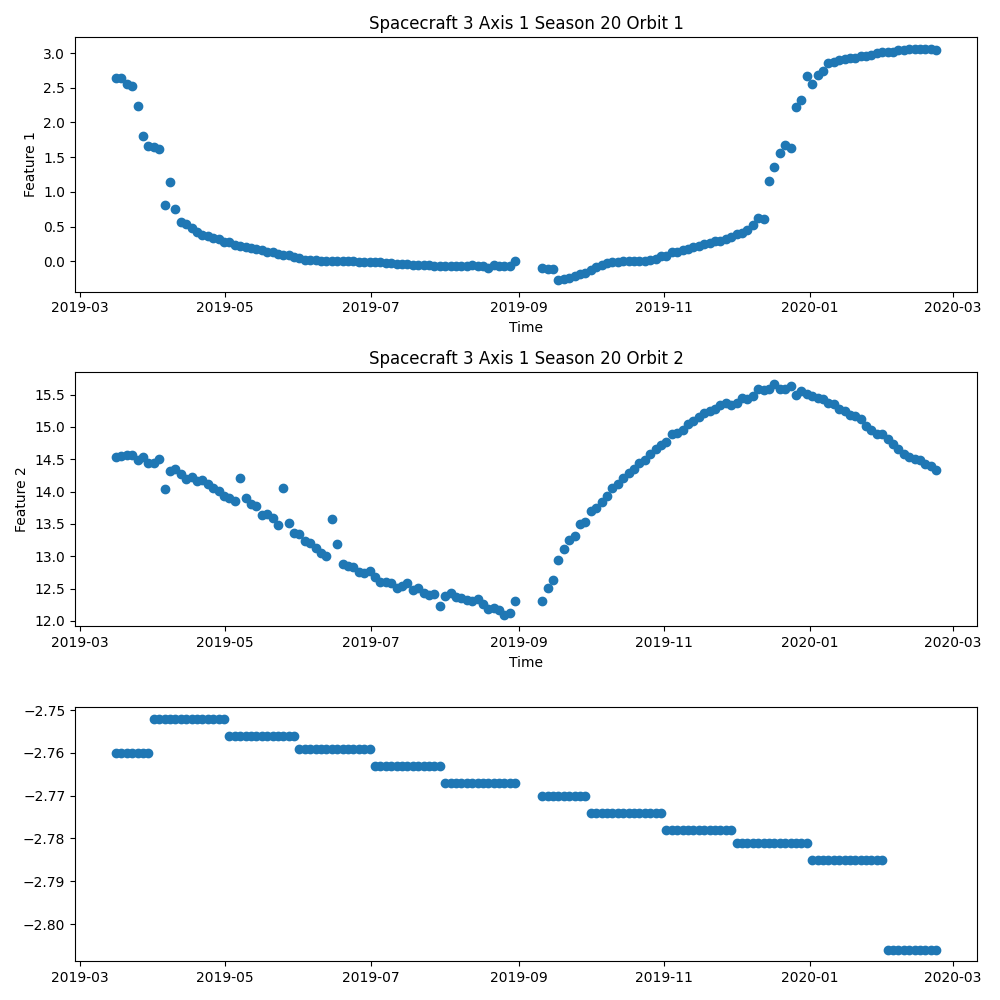 Spacecraft 3 Axis 1 Season 20 Orbit 1
3.0
2.5
2.0
1.5
1.0
0.5
0.0
Feature 1
2019-03 2019-05 2019-07 2019-09 2019-11 2020-01 2020-03
Time
Spacecraft 3 Axis 1 Season 20 Orbit 2
15.5
15.0
14.5
14.0
13.5
13.0
12.5
12.0
Feature 2
2019-03 2019-05 2019-07 2019-09 2019-11 2020-01 2020-03
Time
−2.75
−2.76
−2.77
−2.78
−2.79
−2.80
2019-03 2019-05 2019-07 2019-09 2019-11 2020-01 2020-03